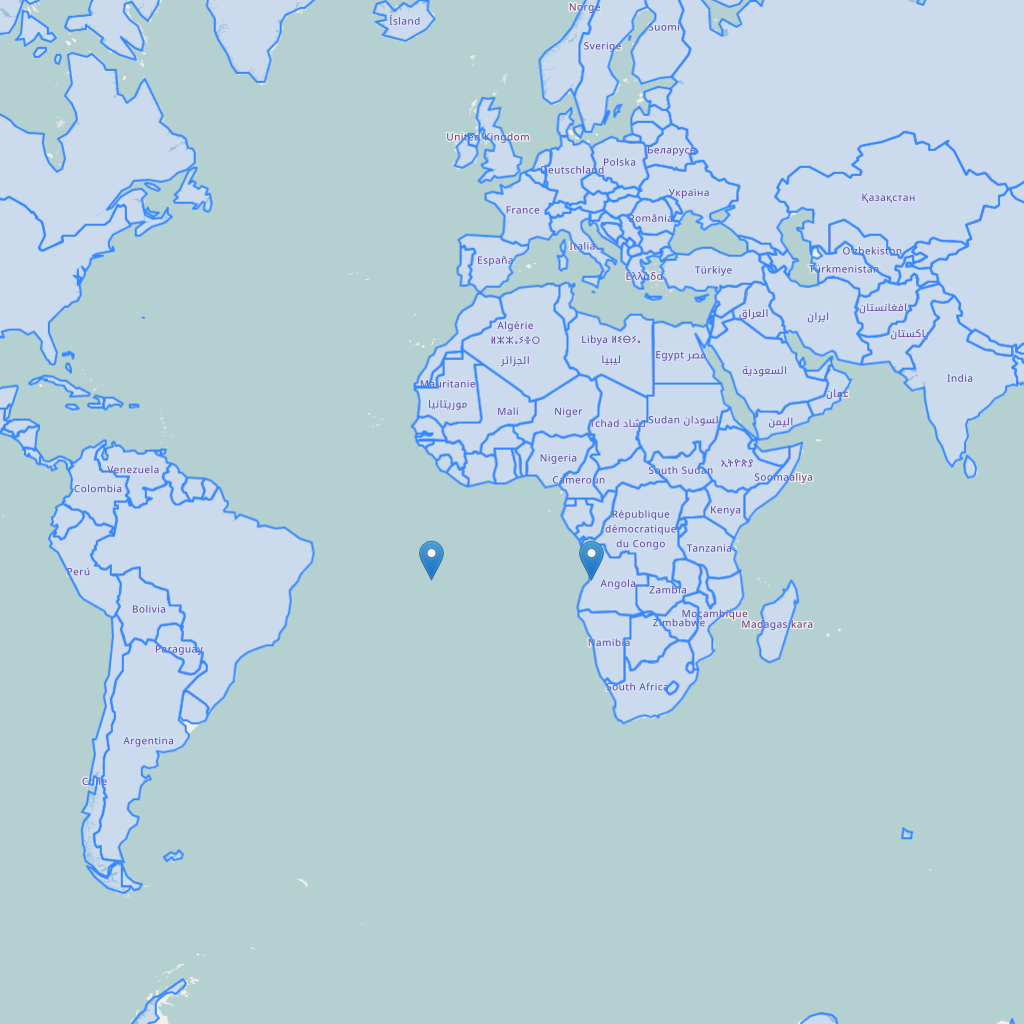 Norge
Ísland
Suomi
Sverige
United Kingdom
Беларусь
Polska
Deutschland
Україна
Қазақстан
France
România
Italia
Oʻzbekiston
España
Türkmenistan
Türkiye
Ελλάδα
افغانستان
العراق
ایران
Algérie
ⵍⵣⵣⴰⵢⵔ
الجزائر
Libya ⵍⵉⴱⵢⴰ
ليبيا
پاکستان
Egypt مصر
السعودية
India
Mauritanie
موريتانيا
عمان
Mali
Niger
Tchad تشاد
Sudan السودان
اليمن
Nigeria
ኢትዮጵያ
Venezuela
South Sudan
Cameroun
Soomaaliya
Colombia
Kenya
République
démocratique
du Congo
Tanzania
Perú
Angola
Zambia
Bolivia
Moçambique
Zimbabwe
Madagasikara
Namibia
Paraguay
South Africa
Argentina
Chile